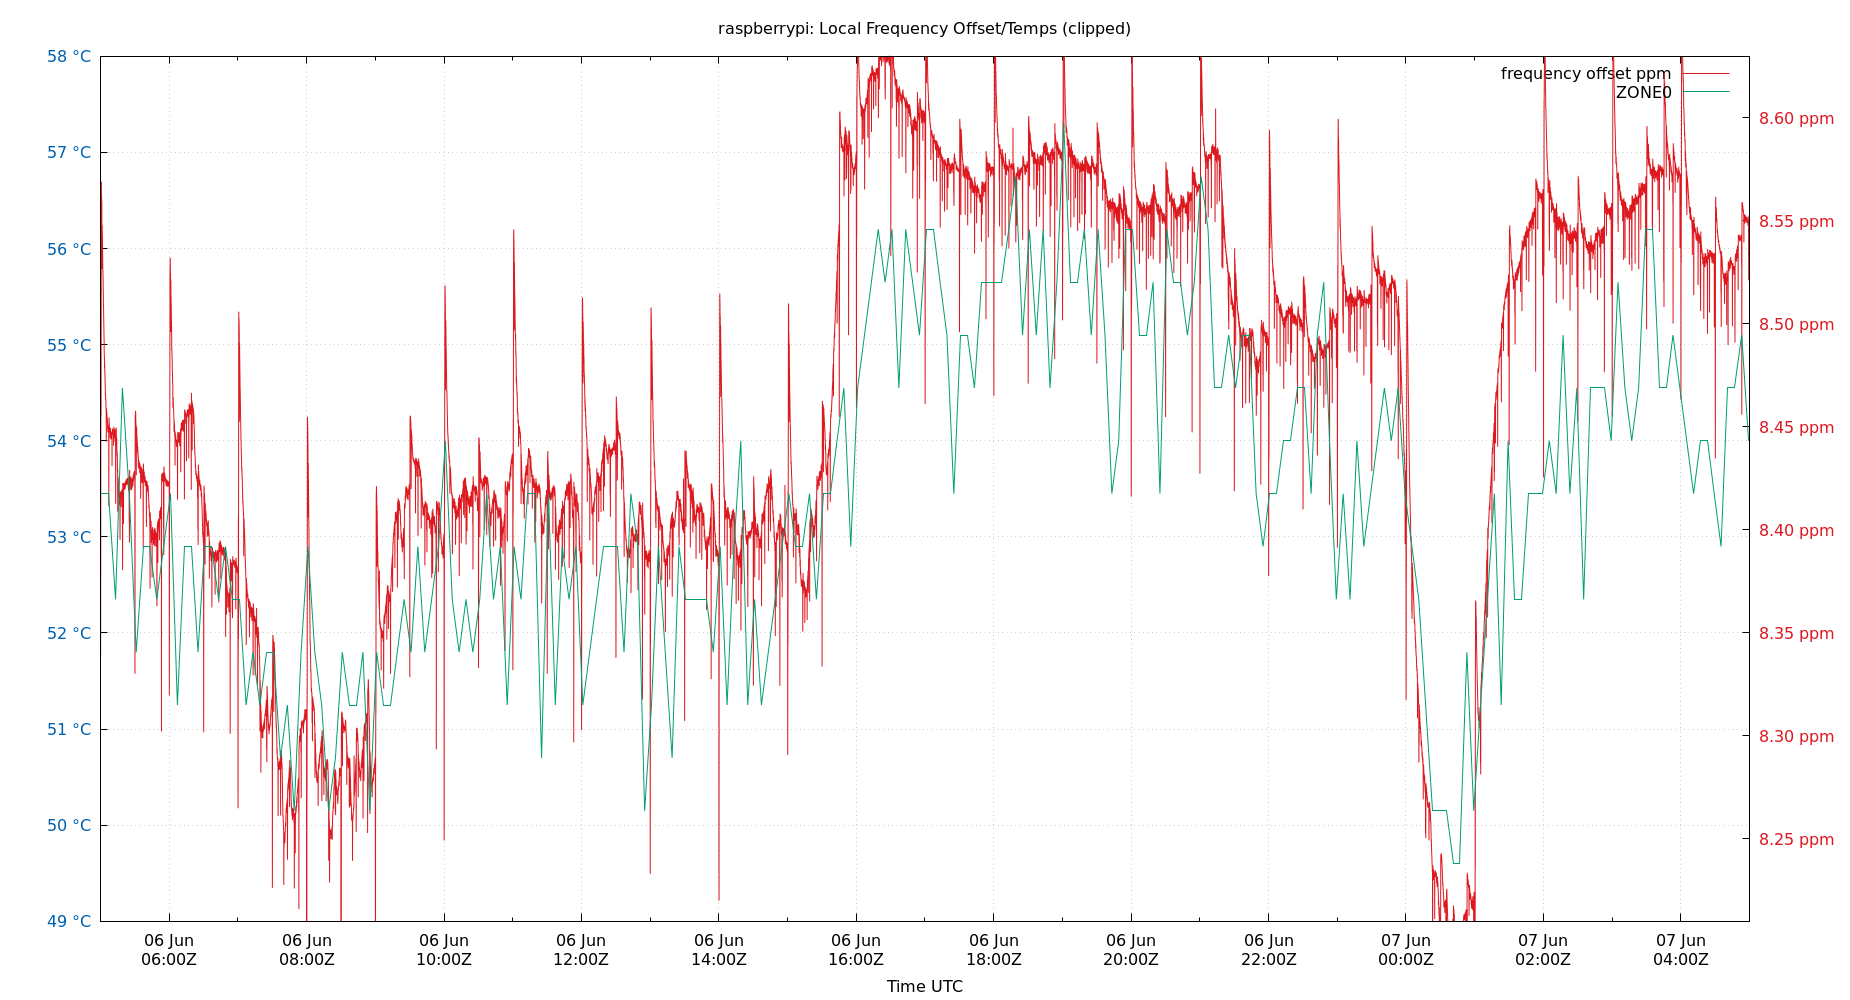 raspberrypi: Local Frequency Offset/Temps (clipped)
58 °C
57 °C
56 °C
55 °C
54 °C
53 °C
52 °C
51 °C
50 °C
49 °C
frequency offset ppm
ZONE0
8.60 ppm
8.55 ppm
8.50 ppm
8.45 ppm
8.40 ppm
8.35 ppm
8.30 ppm
8.25 ppm
06 Jun
06:00Z
06 Jun
08:00Z
06 Jun
10:00Z
06 Jun
12:00Z
06 Jun
14:00Z
06 Jun
16:00Z
06 Jun
18:00Z
06 Jun
20:00Z
06 Jun
22:00Z
07 Jun
00:00Z
07 Jun
02:00Z
07 Jun
04:00Z
Time UTC